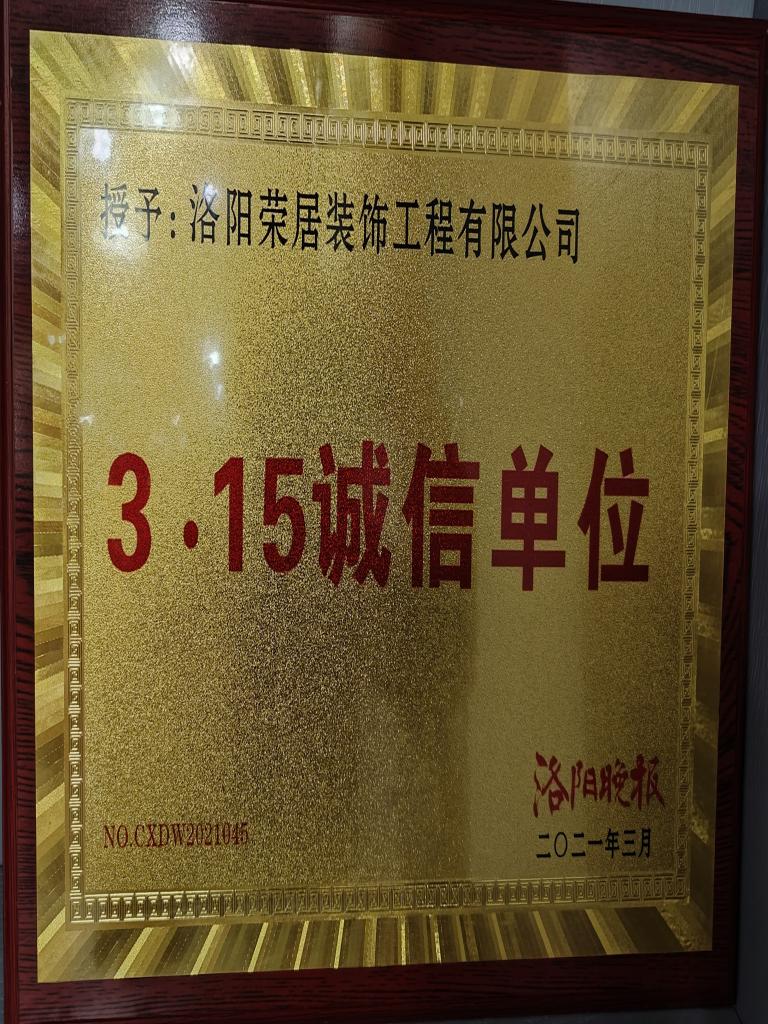 授予：洛阳荣居装饰工程有限公司
3·15诚信单位
洛阳晚报
NO.CXDW2021045
二〇二一年三月